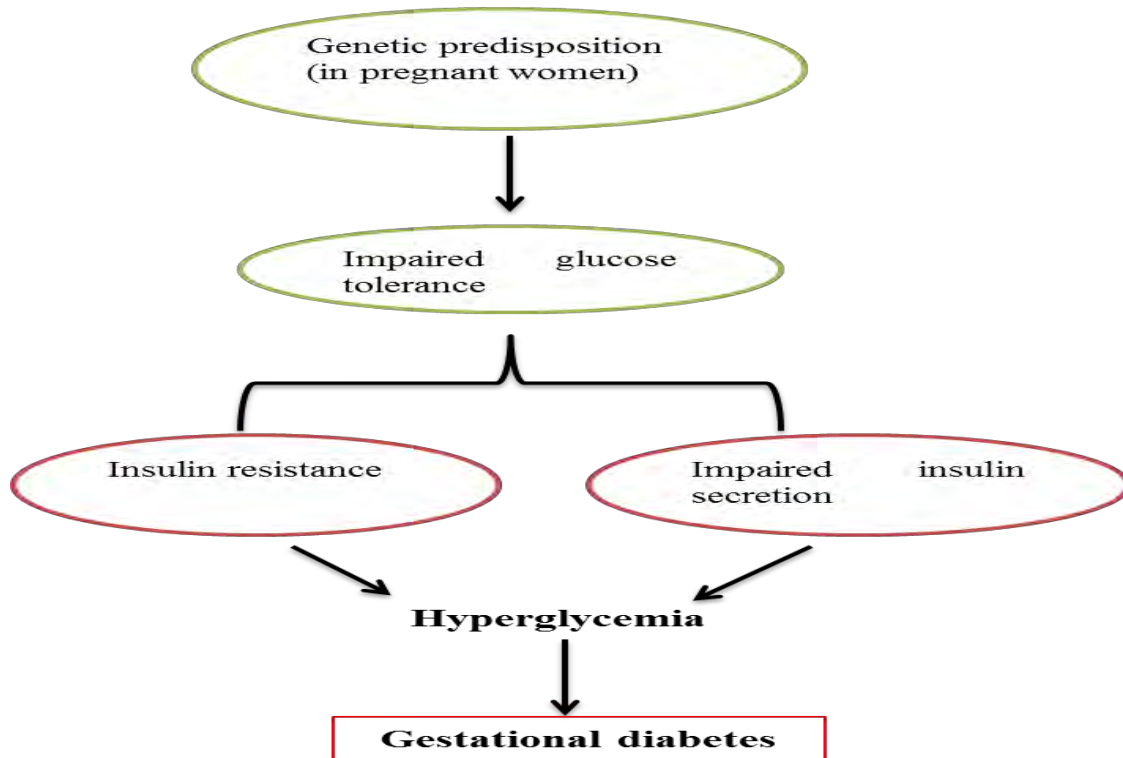 Genetic predisposition
(in pregnant women)
Impaired glucose
tolerance
Insulin resistance
Impaired insulin
secretion
Hyperglycemia
Gestational diabetes